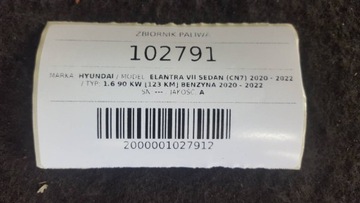 ZBIORNIK PALIWA
102791
MARKA: HYUNDAI / MODEL: ELANTRA VII SEDAN (CN7) 2020 - 2022
/ TYP: 1.6 90 KW [123 KM] BENZYNA 2020 - 2022
--- JAKOŚĆ: A
2000001027912